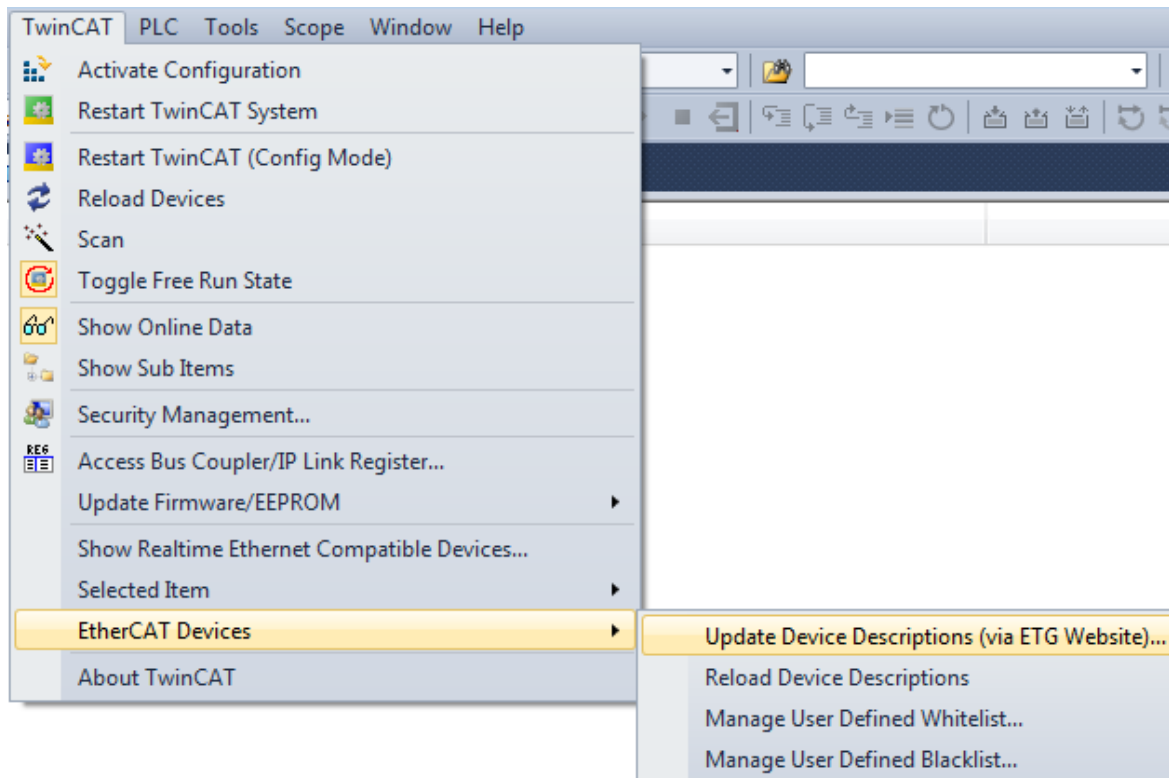 TwinCAT PLC Tools Scope Window Help
Activate Configuration
Restart TwinCAT System
Restart TwinCAT (Config Mode)
Reload Devices
Scan
Toggle Free Run State
Show Online Data
Show Sub Items
Security Management...
REG
Access Bus Coupler/IP Link Register...
Update Firmware/EEPROM
Show Realtime Ethernet Compatible Devices...
Selected Item
EtherCAT Devices
About TwinCAT
Update Device Descriptions (via ETG Website)...
Reload Device Descriptions
Manage User Defined Whitelist...
Manage User Defined Blacklist...